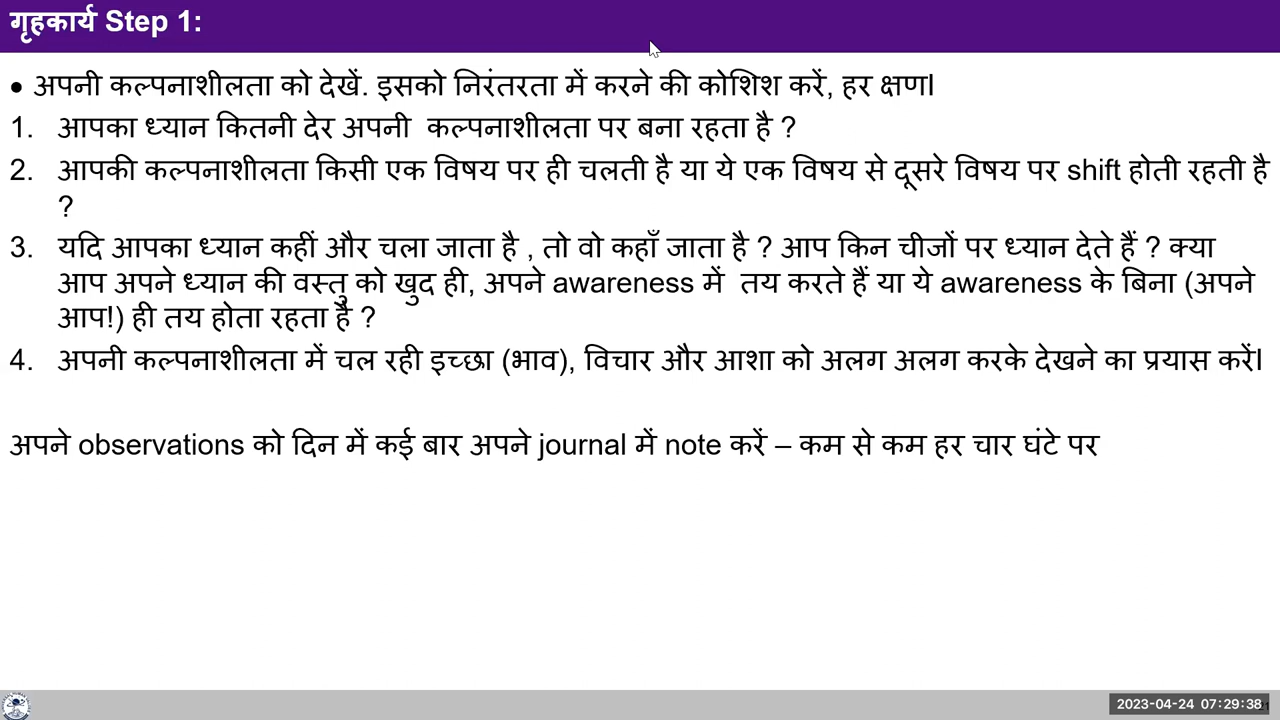 गृहकार्य Step 1:
• अपनी कल्पनाशीलता को देखें. इसको निरंतरता में करने की कोशिश करें, हर क्षण।
1. आपका ध्यान कितनी देर अपनी कल्पनाशीलता पर बना रहता है ?
2. आपकी कल्पनाशीलता किसी एक विषय पर ही चलती है या ये एक विषय से दूसरे विषय पर shift होती रहती है
?
3. यदि आपका ध्यान कहीं और चला जाता है , तो वो कहाँ जाता है ? आप किन चीजों पर ध्यान देते हैं ? क्या
आप अपने ध्यान की वस्तु को खुद ही, अपने awareness में तय करते हैं या ये awareness के बिना (अपने
आप!) ही तय होता रहता है ?
4. अपनी कल्पनाशीलता में चल रही इच्छा (भाव), विचार और आशा को अलग अलग करके देखने का प्रयास करें।
अपने observations को दिन में कई बार अपने journal में note करें – कम से कम हर चार घंटे पर
2023-04-24 07:29:38